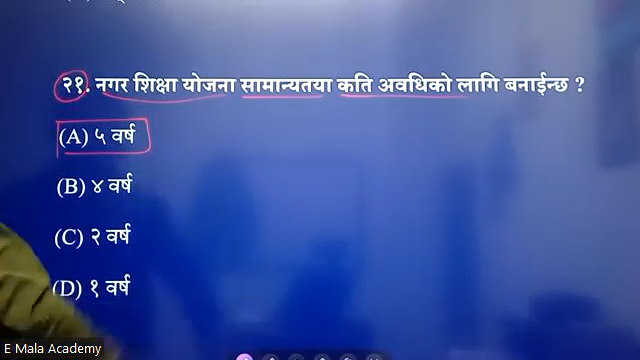 २१. नगर शिक्षा योजना सामान्यतया कति अवधिको लागि बनाईन्छ ?
(A) ५ वर्ष
(B) ४ वर्ष
(C) २ वर्ष
(D) १ वर्ष
E Mala Academy